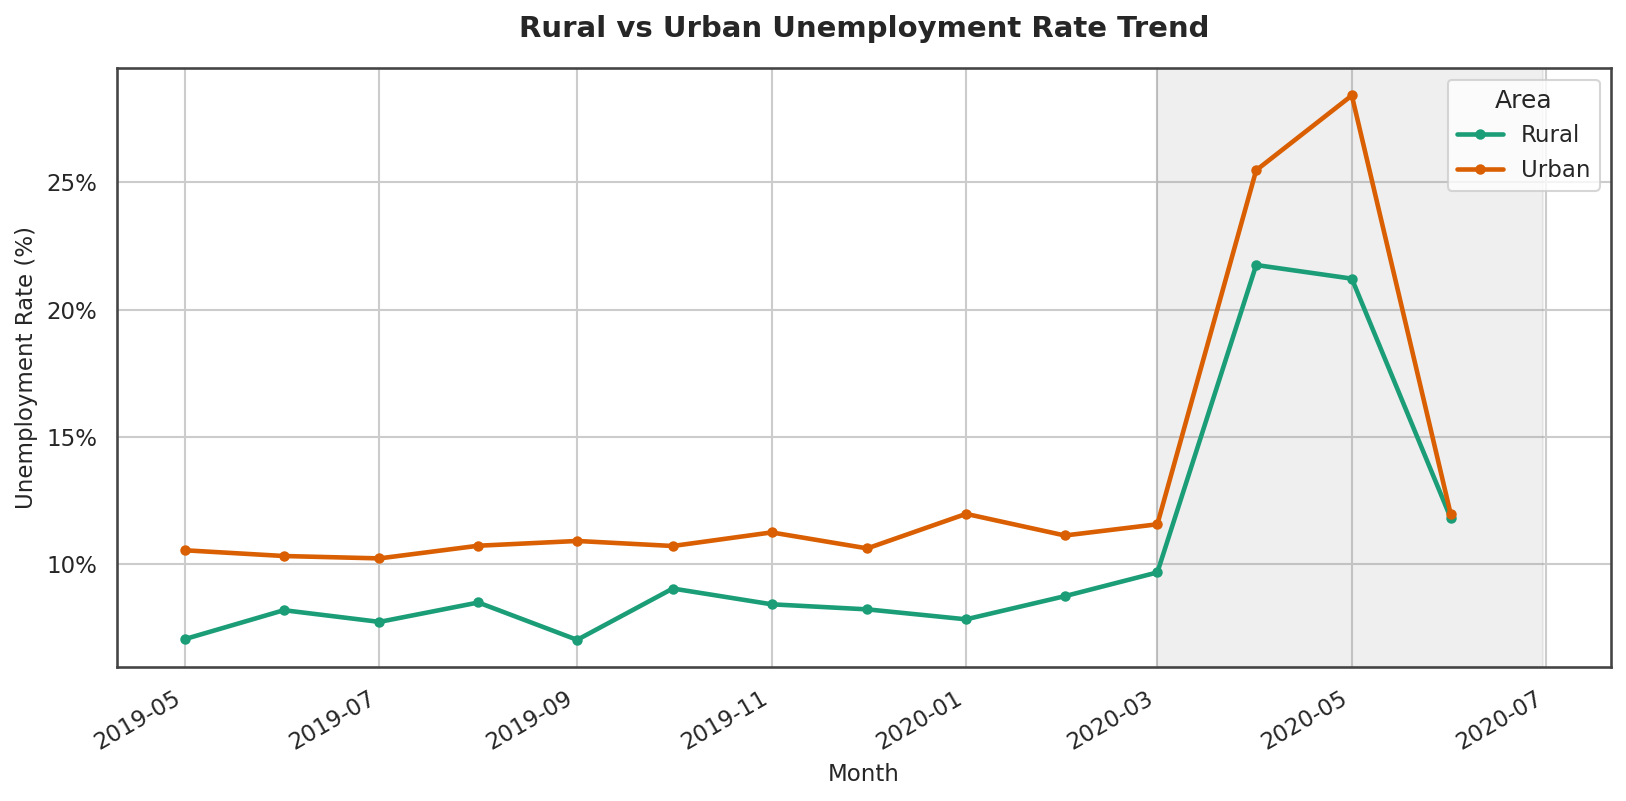 Rural vs Urban Unemployment Rate Trend
Area
Rural
Urban
25%
20%
15%
10%
Unemployment Rate (%)
2019-05
2019-07
2019-09
2019-11
2020-01
2020-03
2020-05
2020-07
Month